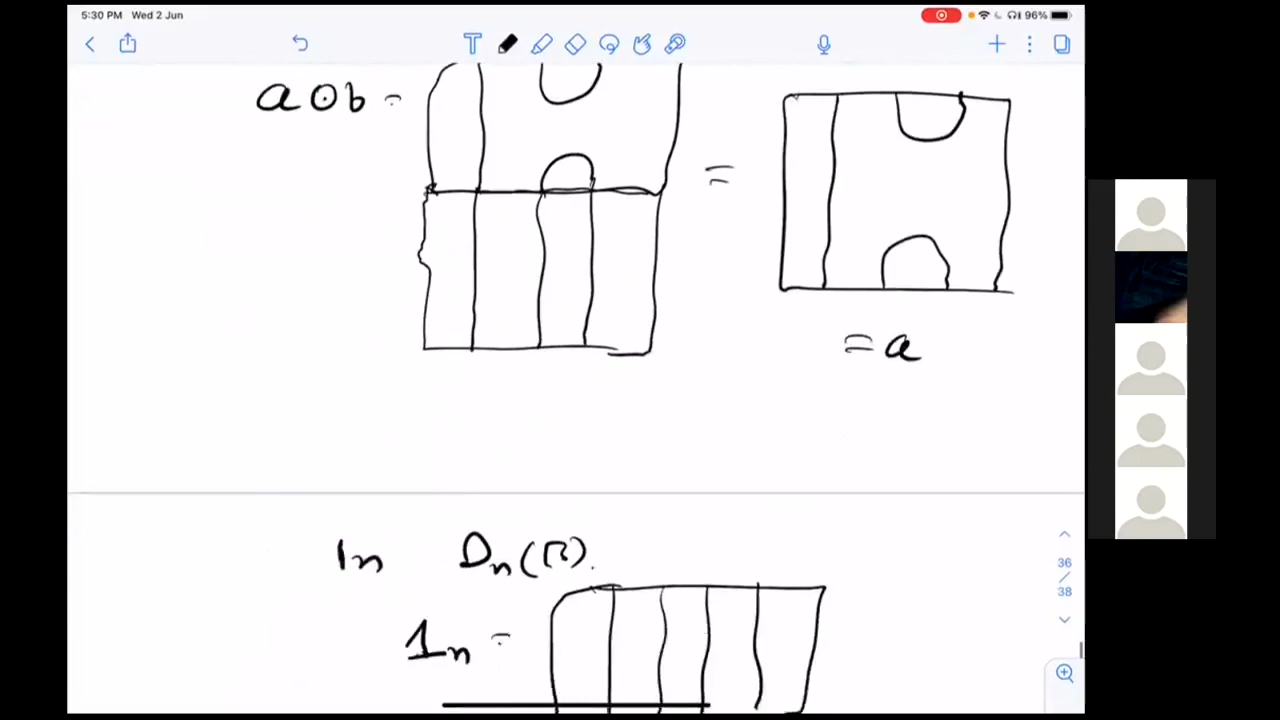 5:30 PM Wed 2 Jun
96%
a ⊙ b =
=
= a
In Dn(R).
1n =
36
/
38